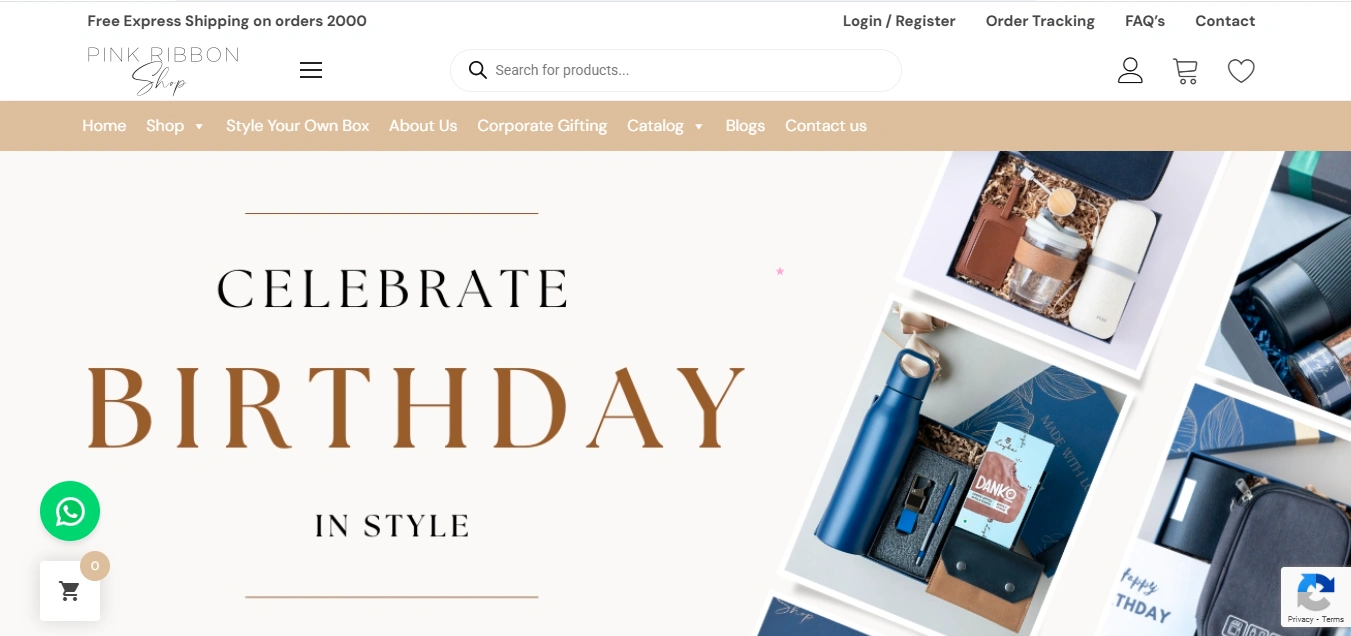 Free Express Shipping on orders 2000
Login / Register Order Tracking FAQ’s Contact
PINK RIBBON
Shop
Search for products...
Home Shop Style Your Own Box About Us Corporate Gifting Catalog Blogs Contact us
CELEBRATE
BIRTHDAY
IN STYLE
MADE WITH
DANKO
Happy
THDAY
Shop
0
Privacy - Terms